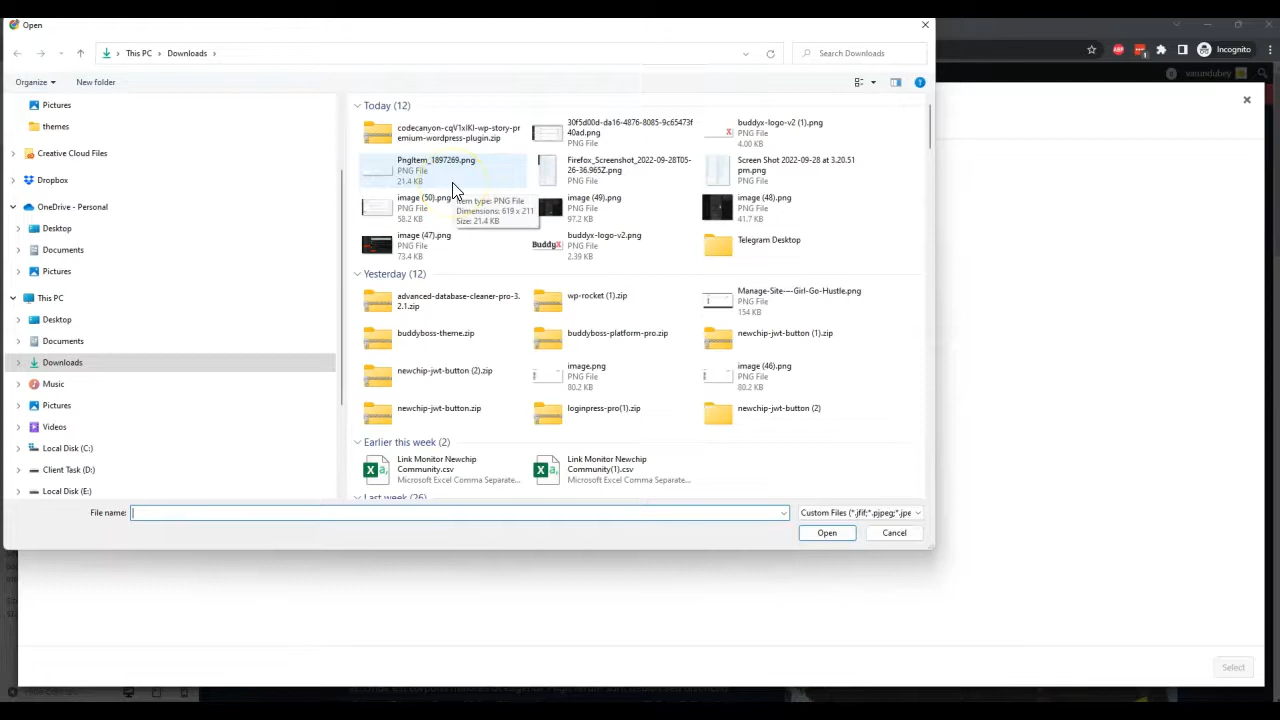 Open
This PC
Downloads
Search Downloads
Incognito
Organize
New folder
varundubey
Pictures
themes
Creative Cloud Files
Dropbox
OneDrive - Personal
Desktop
Documents
Pictures
This PC
Desktop
Documents
Downloads
Music
Pictures
Videos
Local Disk (C:)
Client Task (D:)
Local Disk (E:)
Today (12)
codecanyon-cqV1xIKl-wp-story-pr
emium-wordpress-plugin.zip
30f5d00d-da16-4876-8085-9c65473f
40ad.png
PNG File
buddyx-logo-v2 (1).png
PNG File
4.00 KB
PngItem_1897269.png
PNG File
21.4 KB
Firefox_Screenshot_2022-09-28T05-
26-36.965Z.png
PNG File
Screen Shot 2022-09-28 at 3.20.51
pm.png
PNG File
image (50).png
58.2 KB
Item type: PNG File
Dimensions: 619 x 211
Size: 21.4 KB
image (49).png
PNG File
97.2 KB
image (48).png
PNG File
41.7 KB
image (47).png
PNG File
73.4 KB
BuddyX
buddyx-logo-v2.png
PNG File
2.39 KB
Telegram Desktop
Yesterday (12)
advanced-database-cleaner-pro-3.
2.1.zip
wp-rocket (1).zip
Manage-Site-–-Girl-Go-Hustle.png
PNG File
154 KB
buddyboss-theme.zip
buddyboss-platform-pro.zip
newchip-jwt-button (1).zip
newchip-jwt-button (2).zip
image.png
PNG File
80.2 KB
image (46).png
PNG File
80.2 KB
newchip-jwt-button.zip
loginpress-pro(1).zip
newchip-jwt-button (2)
Earlier this week (2)
Link Monitor Newchip
Community.csv
Microsoft Excel Comma Separate...
Link Monitor Newchip
Community(1).csv
Microsoft Excel Comma Separate...
Last week (26)
File name:
Custom Files (*.jfif;*.pjpeg;*.jpe
Open
Cancel
Select